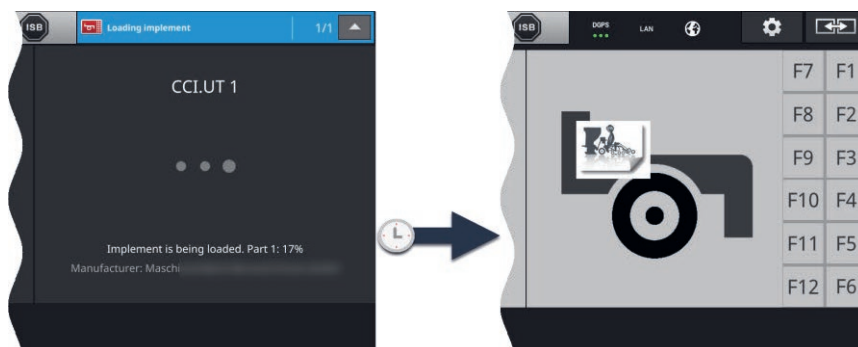 ISB
Loading implement 1/1
CCI.UT 1
Implement is being loaded. Part 1: 17%
Manufacturer: Maschi
L
ISB
DGPS
LAN
F7 F1
F8 F2
F9 F3
F10 F4
F11 F5
F12 F6